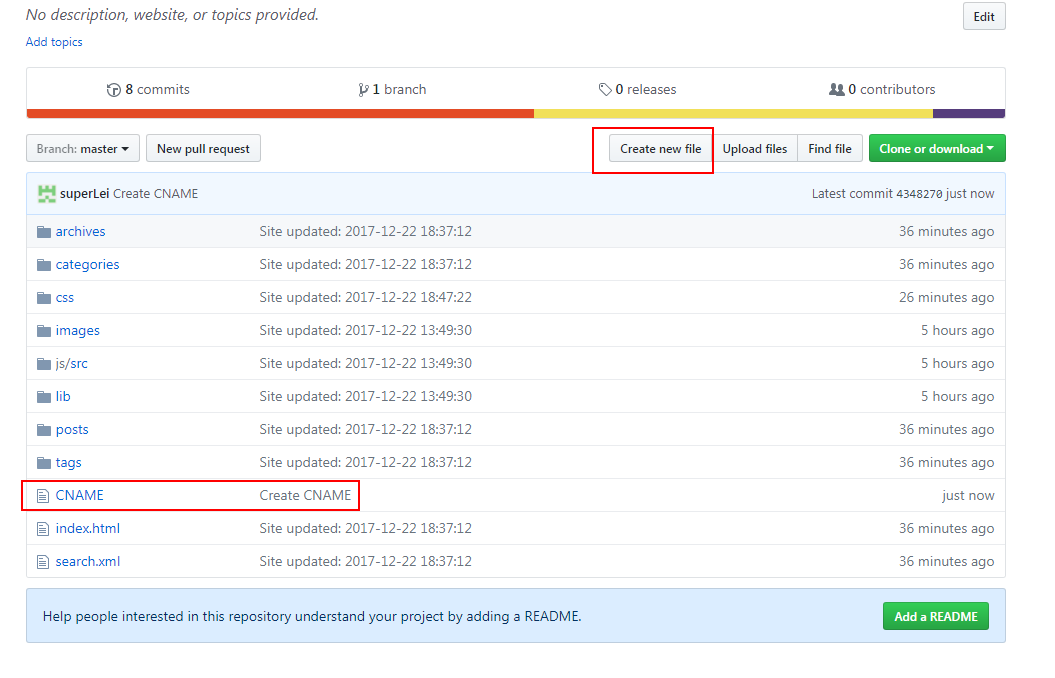 No description, website, or topics provided. Edit
Add topics
8 commits 1 branch 0 releases 0 contributors
Branch: master New pull request Create new file Upload files Find file Clone or download
superLei Create CNAME Latest commit 4348270 just now
archives Site updated: 2017-12-22 18:37:12 36 minutes ago
categories Site updated: 2017-12-22 18:37:12 36 minutes ago
css Site updated: 2017-12-22 18:47:22 26 minutes ago
images Site updated: 2017-12-22 13:49:30 5 hours ago
js/src Site updated: 2017-12-22 13:49:30 5 hours ago
lib Site updated: 2017-12-22 13:49:30 5 hours ago
posts Site updated: 2017-12-22 18:37:12 36 minutes ago
tags Site updated: 2017-12-22 18:37:12 36 minutes ago
CNAME Create CNAME just now
index.html Site updated: 2017-12-22 18:37:12 36 minutes ago
search.xml Site updated: 2017-12-22 18:37:12 36 minutes ago
Help people interested in this repository understand your project by adding a README. Add a README